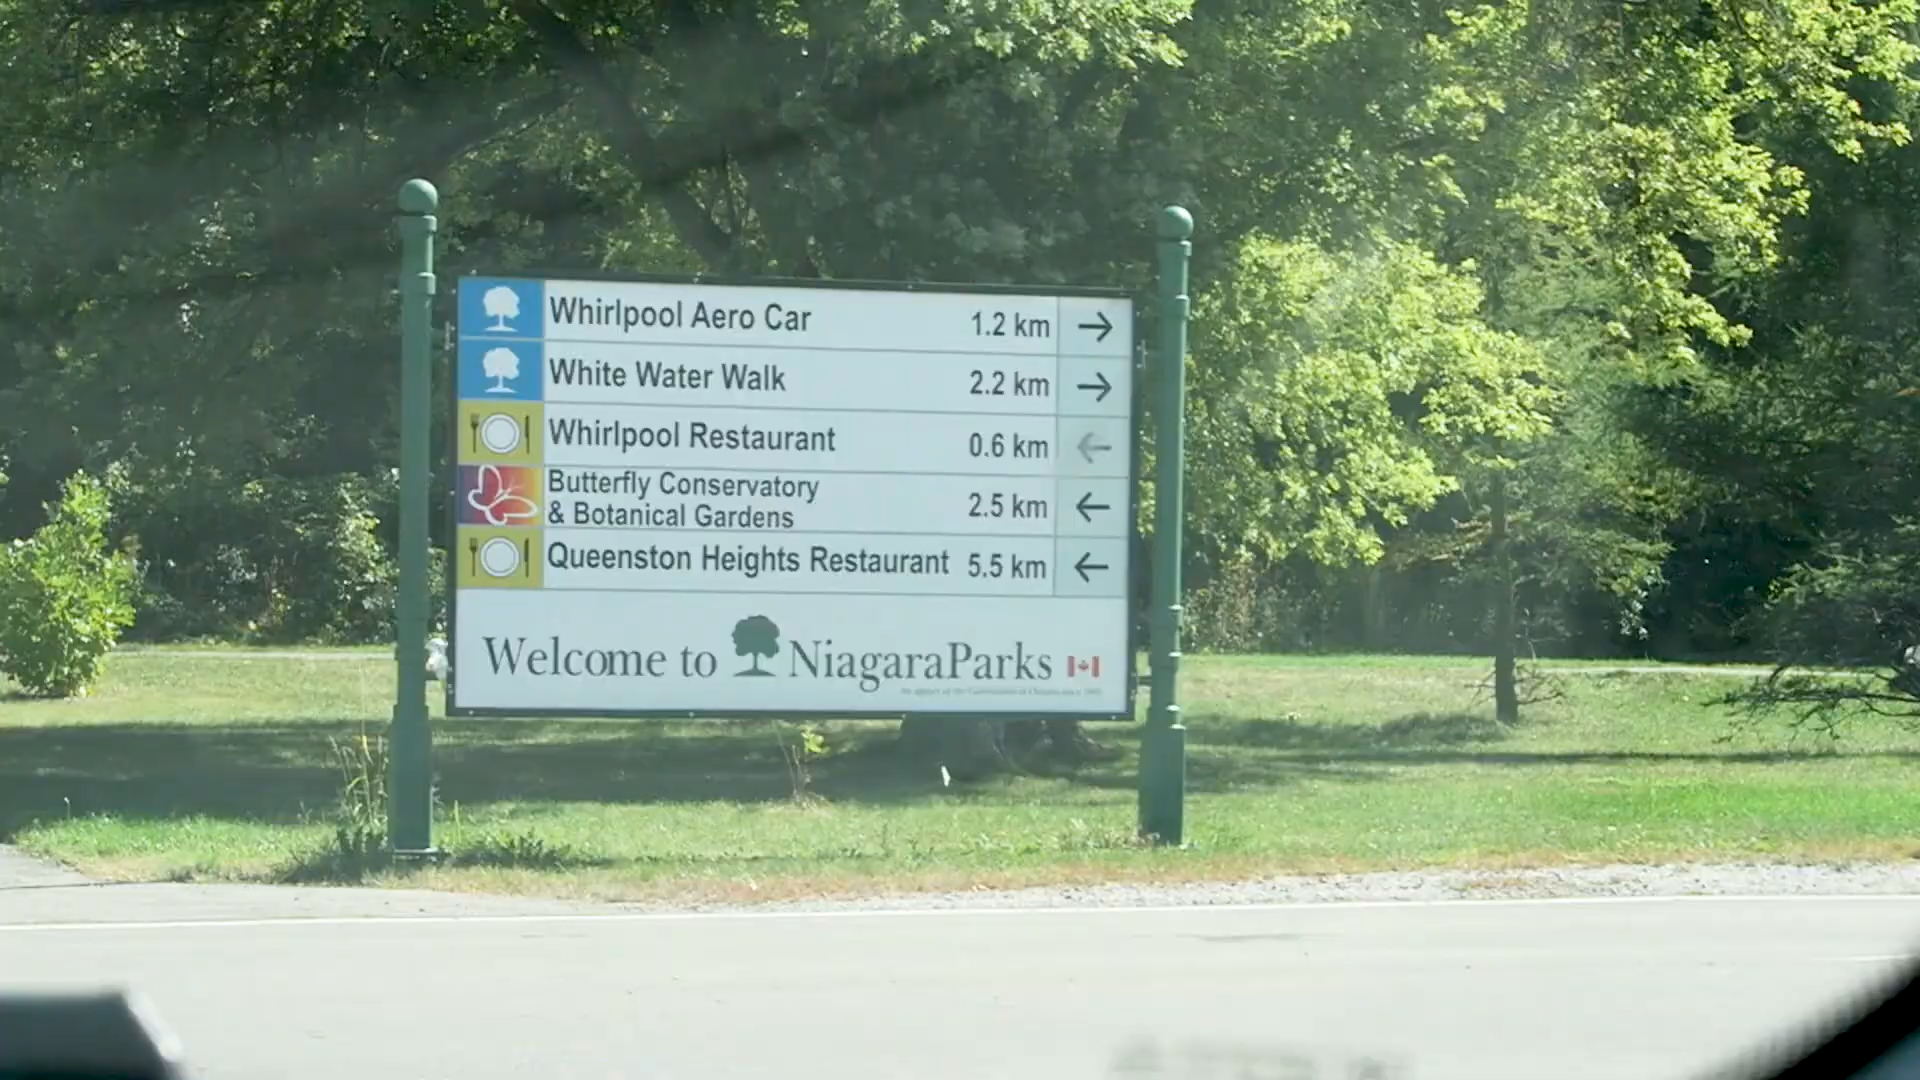 Whirlpool Aero Car 1.2 km →
White Water Walk 2.2 km →
Whirlpool Restaurant 0.6 km ←
Butterfly Conservatory
& Botanical Gardens 2.5 km ←
Queenston Heights Restaurant 5.5 km ←
Welcome to NiagaraParks